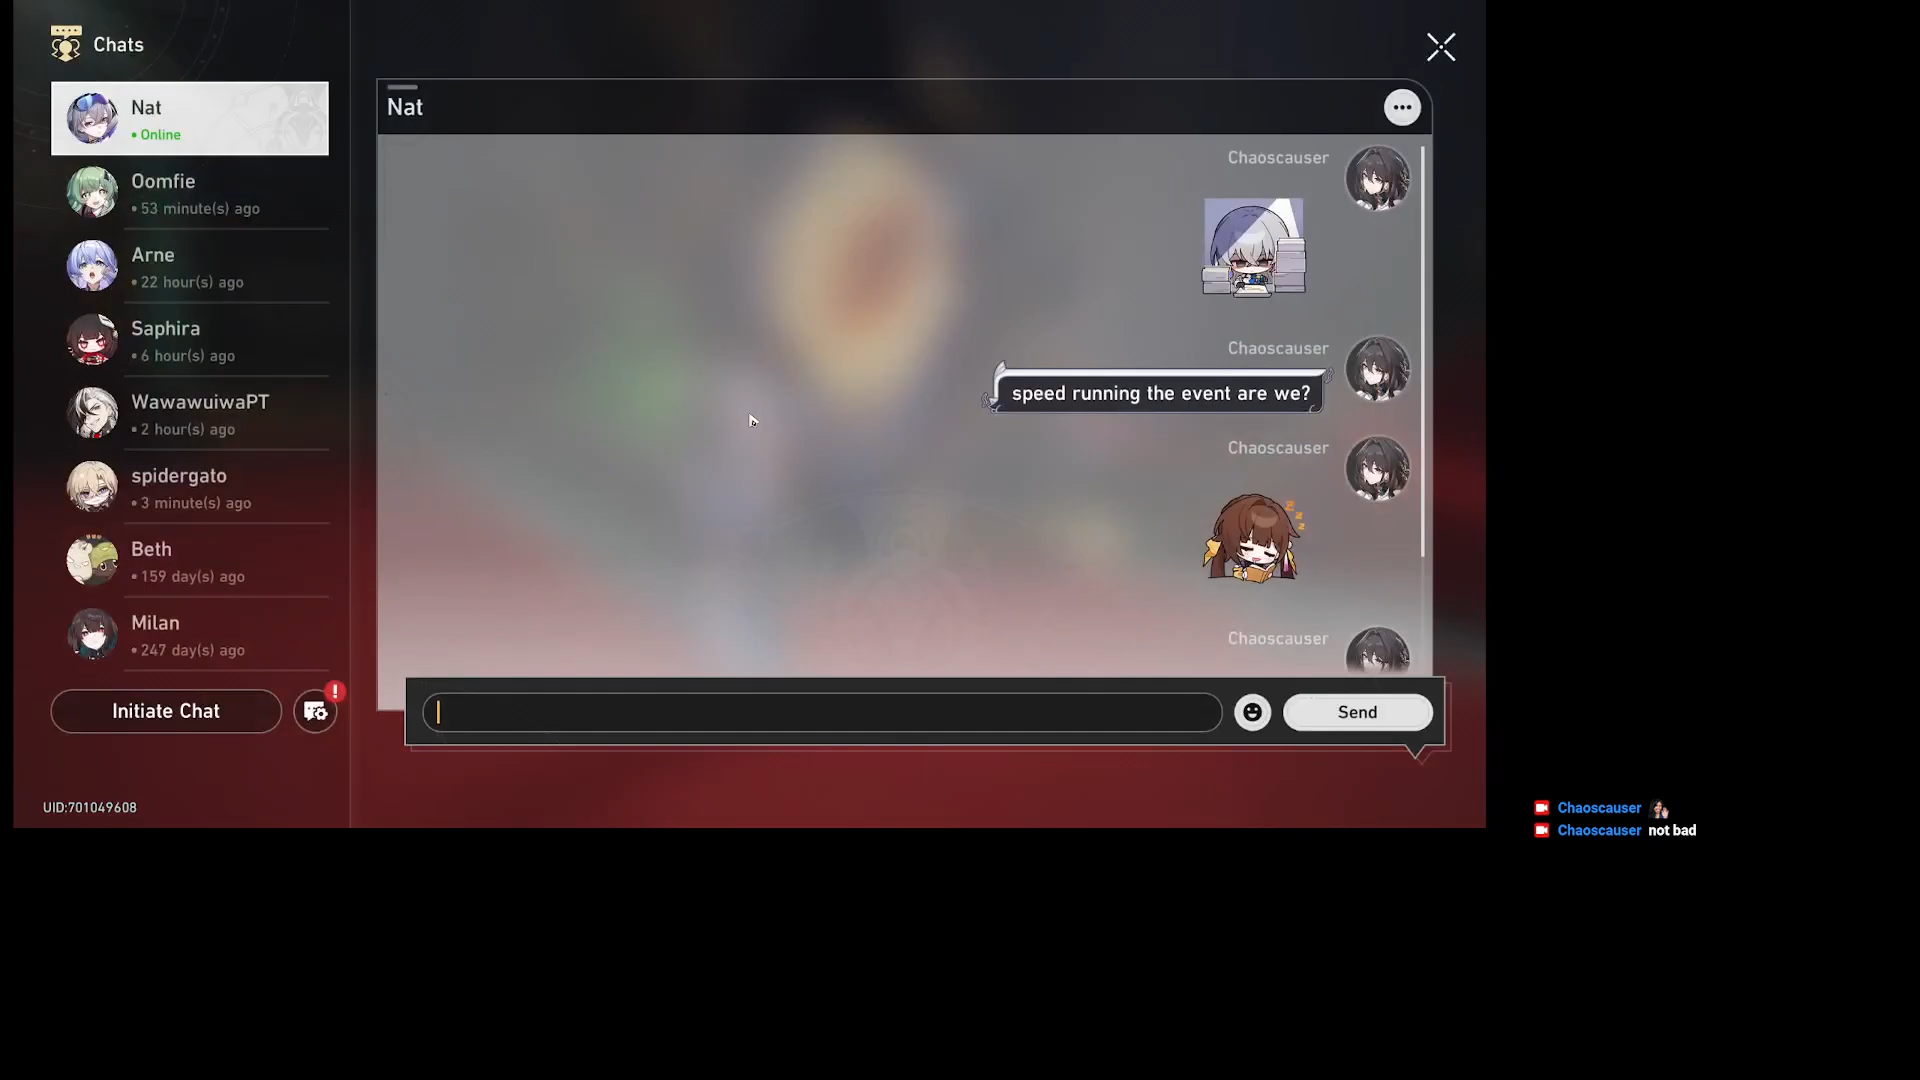 Chats
Nat
• Online
Oomfie
• 53 minute(s) ago
Arne
• 22 hour(s) ago
Saphira
• 6 hour(s) ago
WawawuiwaPT
• 2 hour(s) ago
spidergato
• 3 minute(s) ago
Beth
• 159 day(s) ago
Milan
• 247 day(s) ago
Initiate Chat
!
UID:701049608
Nat
Chaoscauser
Chaoscauser
speed running the event are we?
Chaoscauser
z
z
z
Chaoscauser
Send
Chaoscauser
Chaoscauser not bad